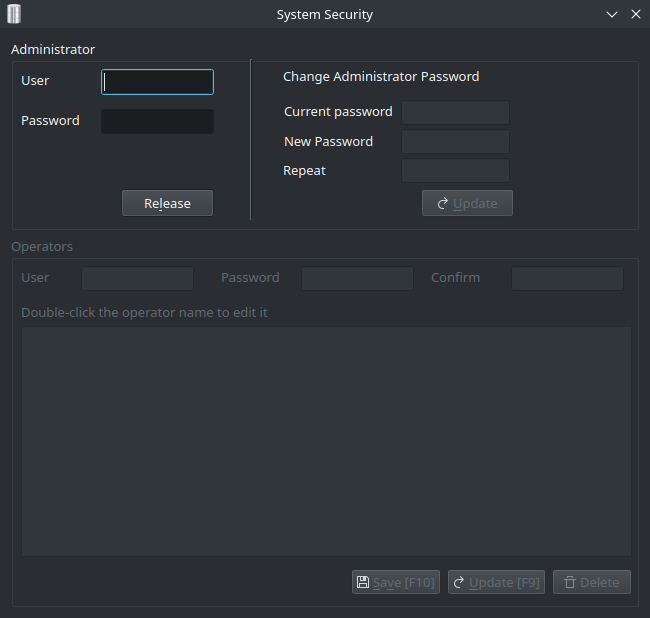 System Security
Administrator
User
Password
Release
Change Administrator Password
Current password
New Password
Repeat
Update
Operators
User Password Confirm
Double-click the operator name to edit it
Save [F10] Update [F9] Delete